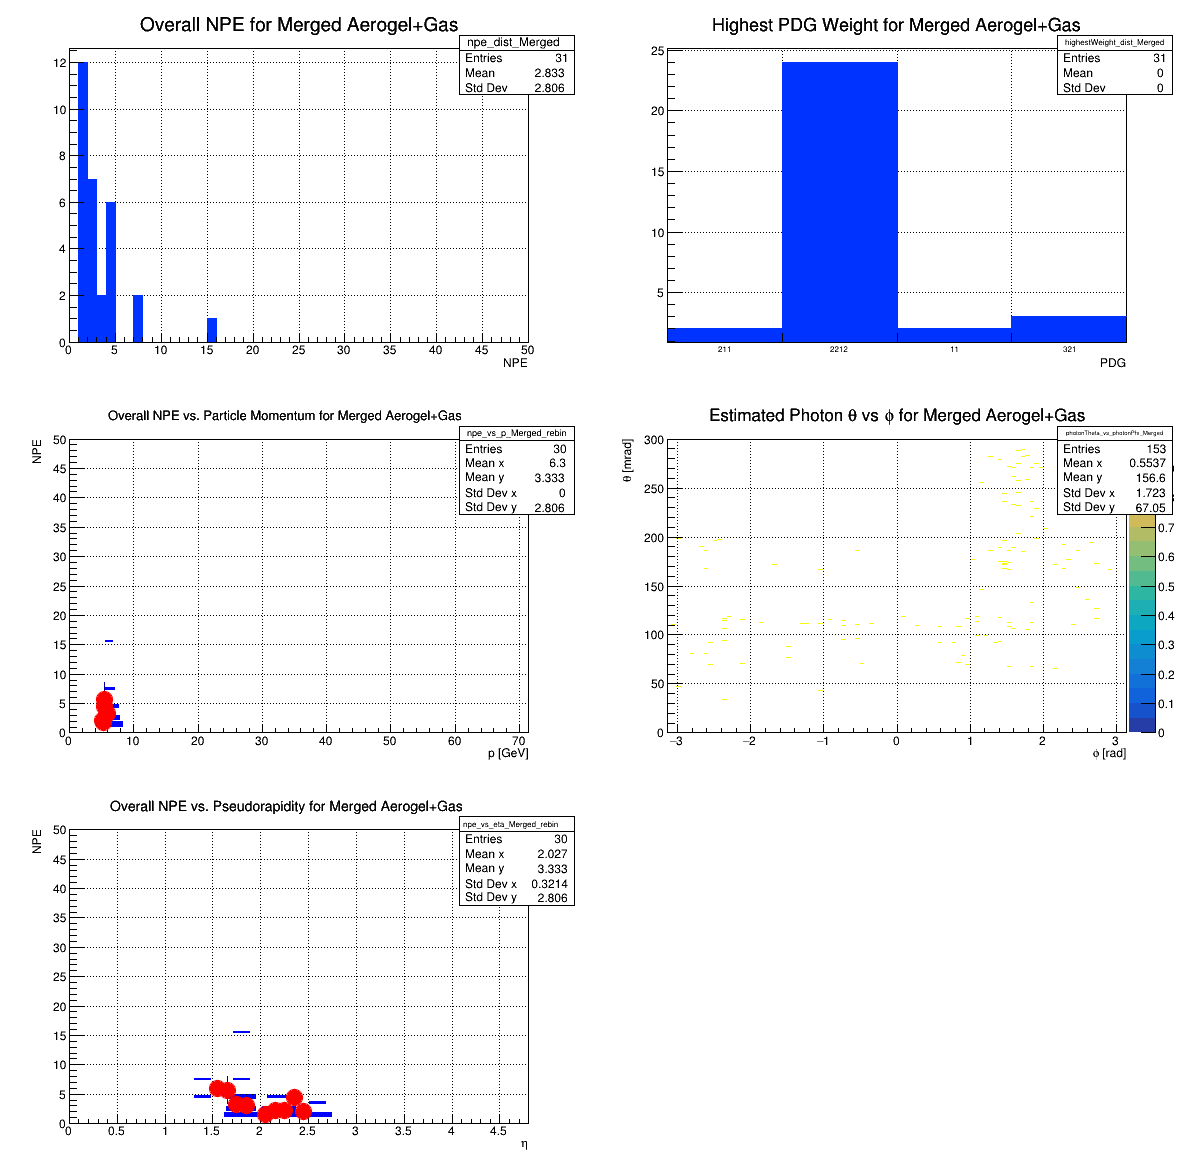 Overall NPE for Merged Aerogel+Gas
npe_dist_Merged
Entries 31
Mean 2.833
Std Dev 2.806
12
10
8
6
4
2
0
0 5 10 15 20 25 30 35 40 45 50
NPE
Highest PDG Weight for Merged Aerogel+Gas
highestWeight_dist_Merged
Entries 31
Mean 0
Std Dev 0
25
20
15
10
5
211 2212 11 321
PDG
Overall NPE vs. Particle Momentum for Merged Aerogel+Gas
npe_vs_p_Merged_rebin
Entries 30
Mean x 6.3
Mean y 3.333
Std Dev x 0
Std Dev y 2.806
NPE
50
45
40
35
30
25
20
15
10
5
0
0 10 20 30 40 50 60 70
p [GeV]
Estimated Photon θ vs ϕ for Merged Aerogel+Gas
photonTheta_vs_photonPhi_Merged
Entries 153
Mean x 0.5537
Mean y 156.6
Std Dev x 1.723
Std Dev y 67.05
θ [mrad]
300
250
200
150
100
50
0
−3 −2 −1 0 1 2 3
ϕ [rad]
0.7
0.6
0.5
0.4
0.3
0.2
0.1
0
Overall NPE vs. Pseudorapidity for Merged Aerogel+Gas
npe_vs_eta_Merged_rebin
Entries 30
Mean x 2.027
Mean y 3.333
Std Dev x 0.3214
Std Dev y 2.806
NPE
50
45
40
35
30
25
20
15
10
5
0
0 0.5 1 1.5 2 2.5 3 3.5 4 4.5
η